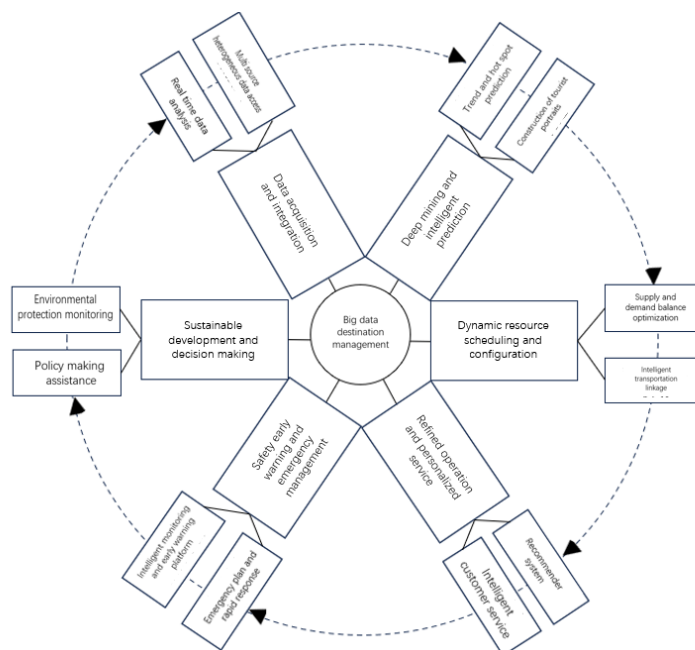 Real time data
analysis
Multi source
heterogeneous data access
Data acquisition
and integration
Trend and hot spot
prediction
Construction of tourist
portraits
Deep mining and
intelligent
prediction
Big data
destination
management
Supply and
demand balance
optimization
Intelligent
transportation
linkage
Dynamic resource
scheduling and
configuration
Recommender
system
Intelligent
customer service
Refined operation
and personalized
service
Emergency plan and
rapid response
Intelligent monitoring
and early warning
platform
Safety early
warning and
emergency
management
Policy making
assistance
Environmental
protection monitoring
Sustainable
development and
decision making